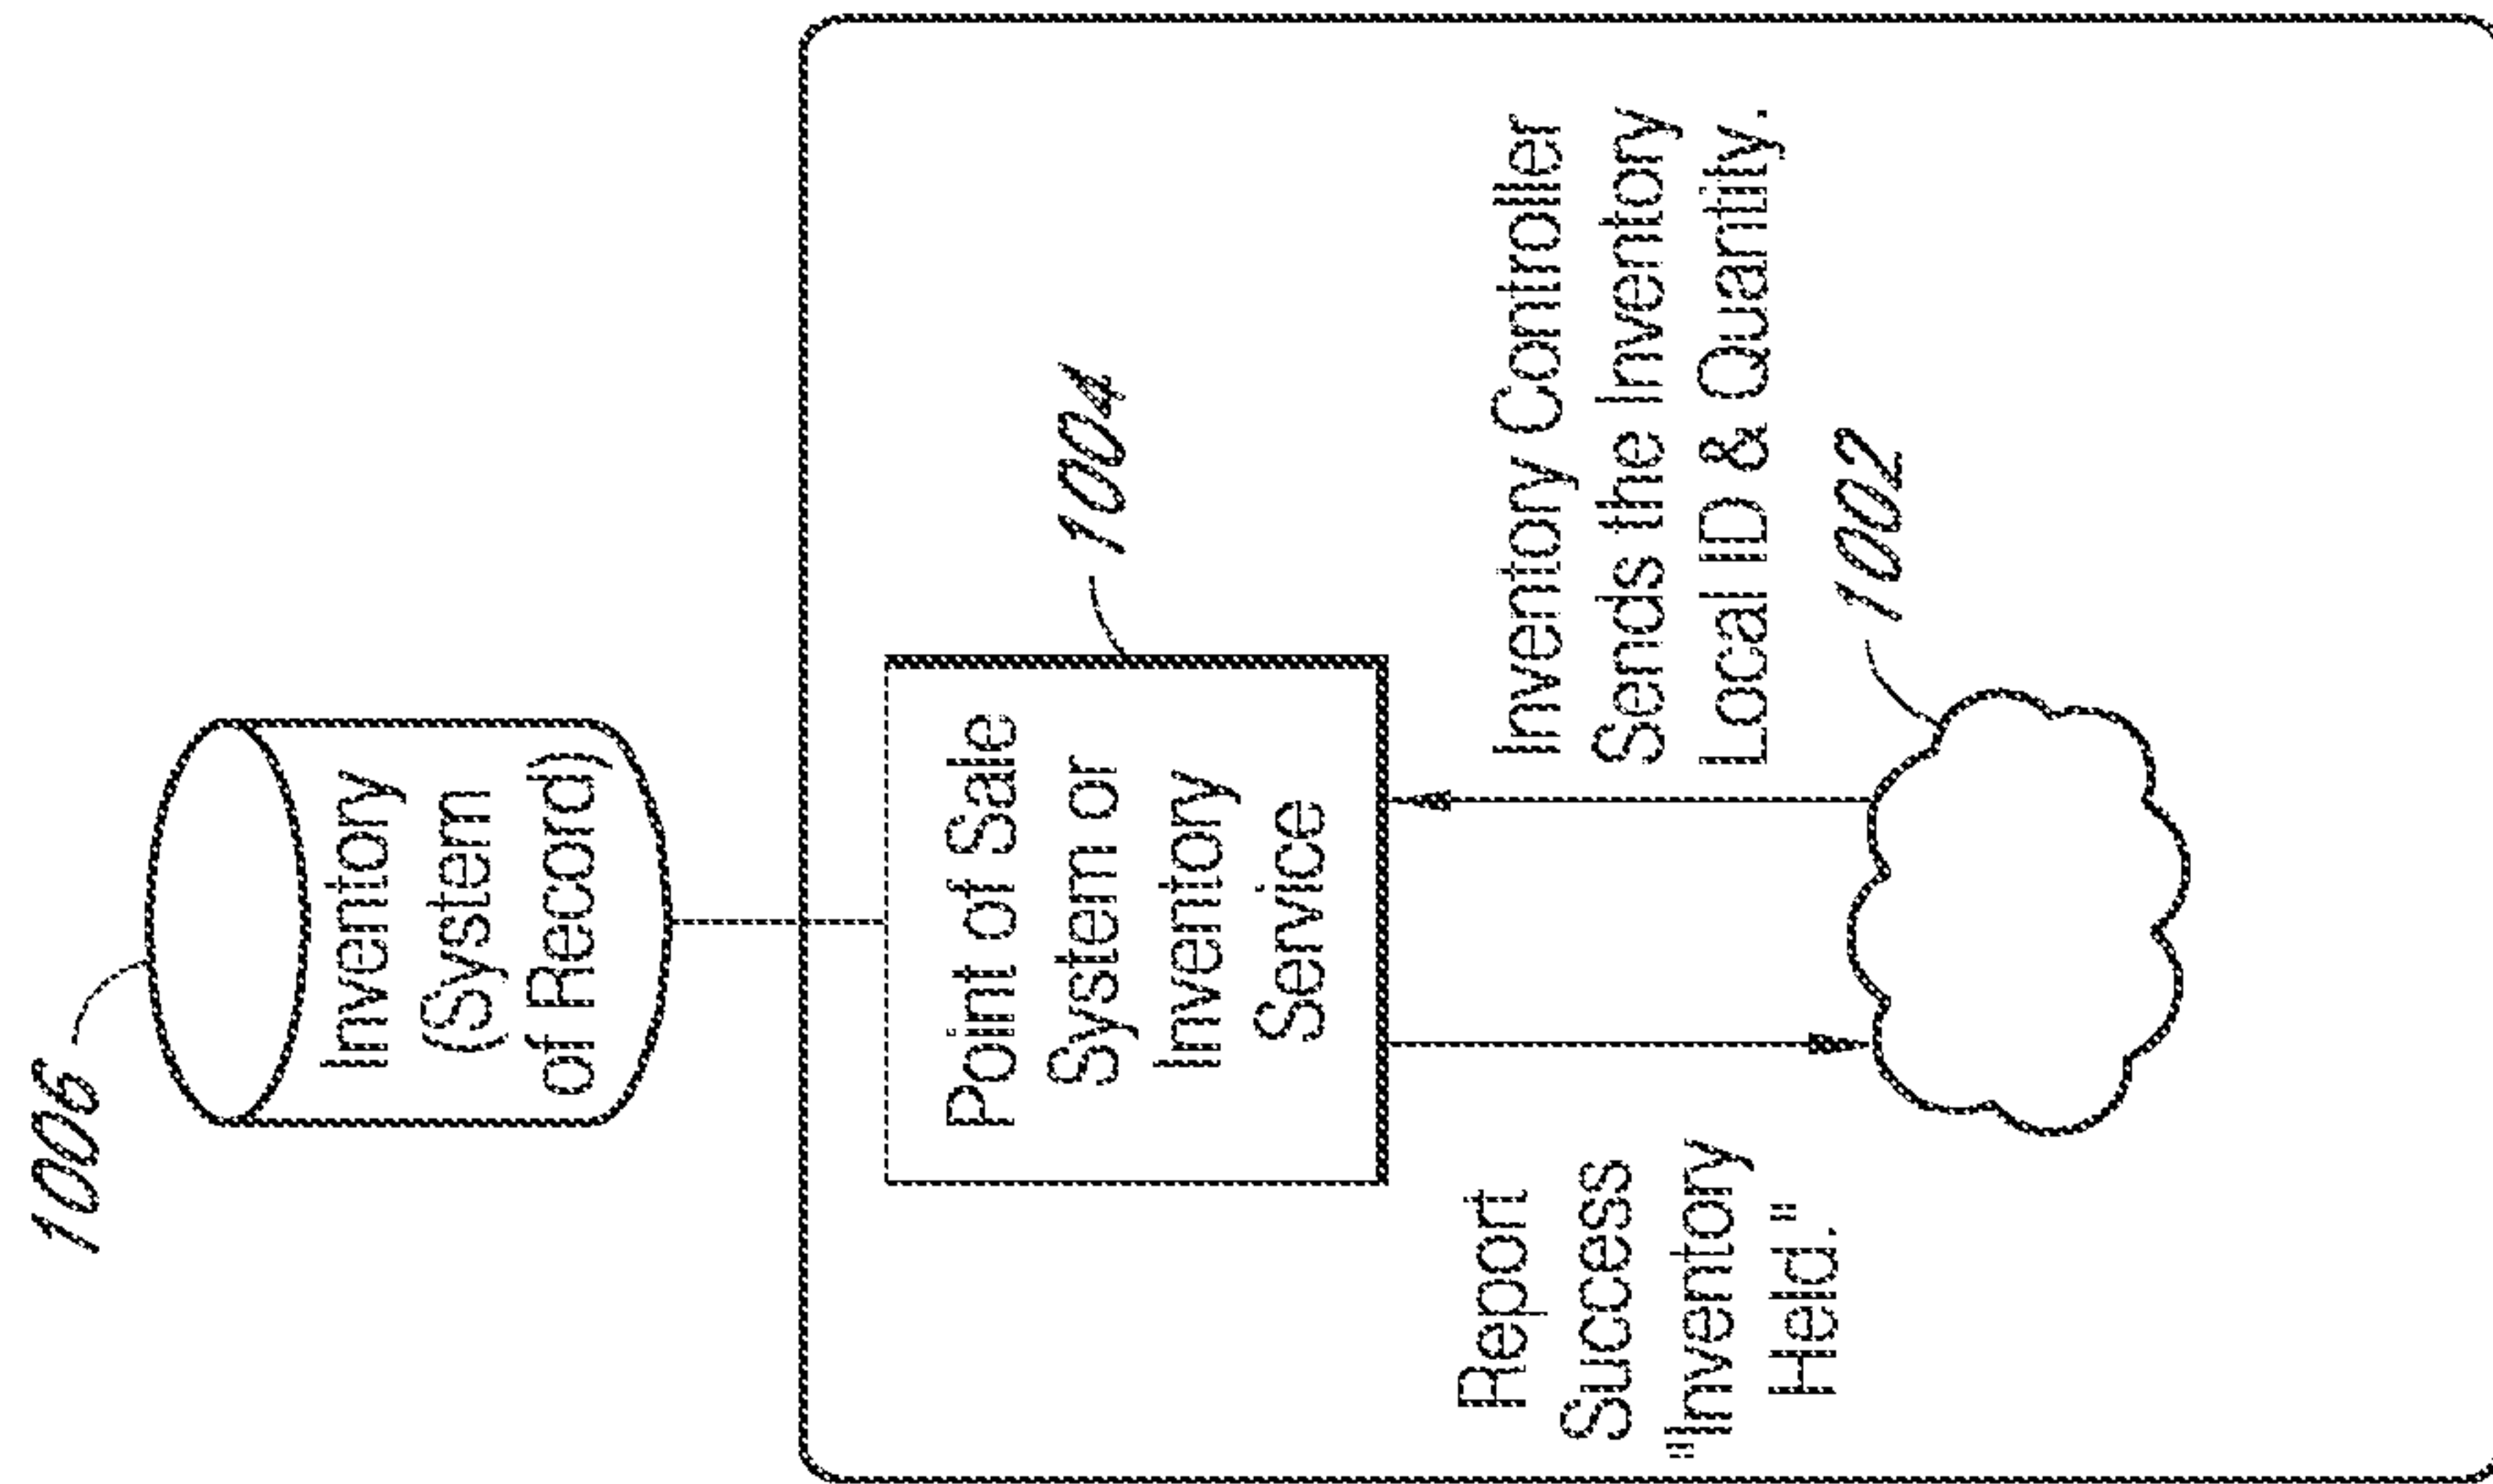 1006
Inventory
(System
of Record)
1004
Point of Sale
System or
Inventory
Service
Inventory Controller
Sends the Inventory
Local ID & Quantity.
1002
Report
Success
"Inventory
Held."